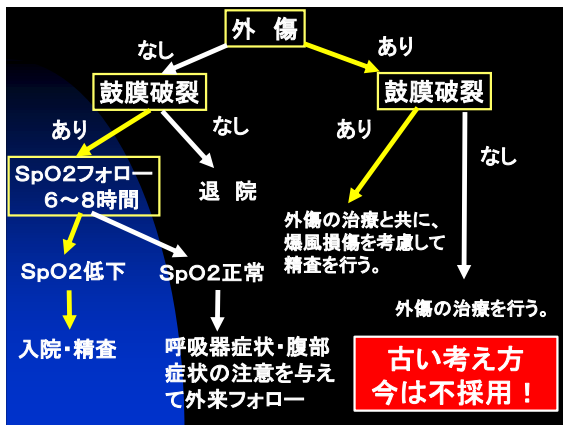 外 傷
なし
あり
鼓膜破裂
鼓膜破裂
あり
なし
あり
なし
SpO2フォロー
6～8時間
退 院
外傷の治療と共に、
爆風損傷を考慮して
精査を行う。
SpO2低下
SpO2正常
外傷の治療を行う。
入院・精査
呼吸器症状・腹部
症状の注意を与え
て外来フォロー
古い考え方
今は不採用！